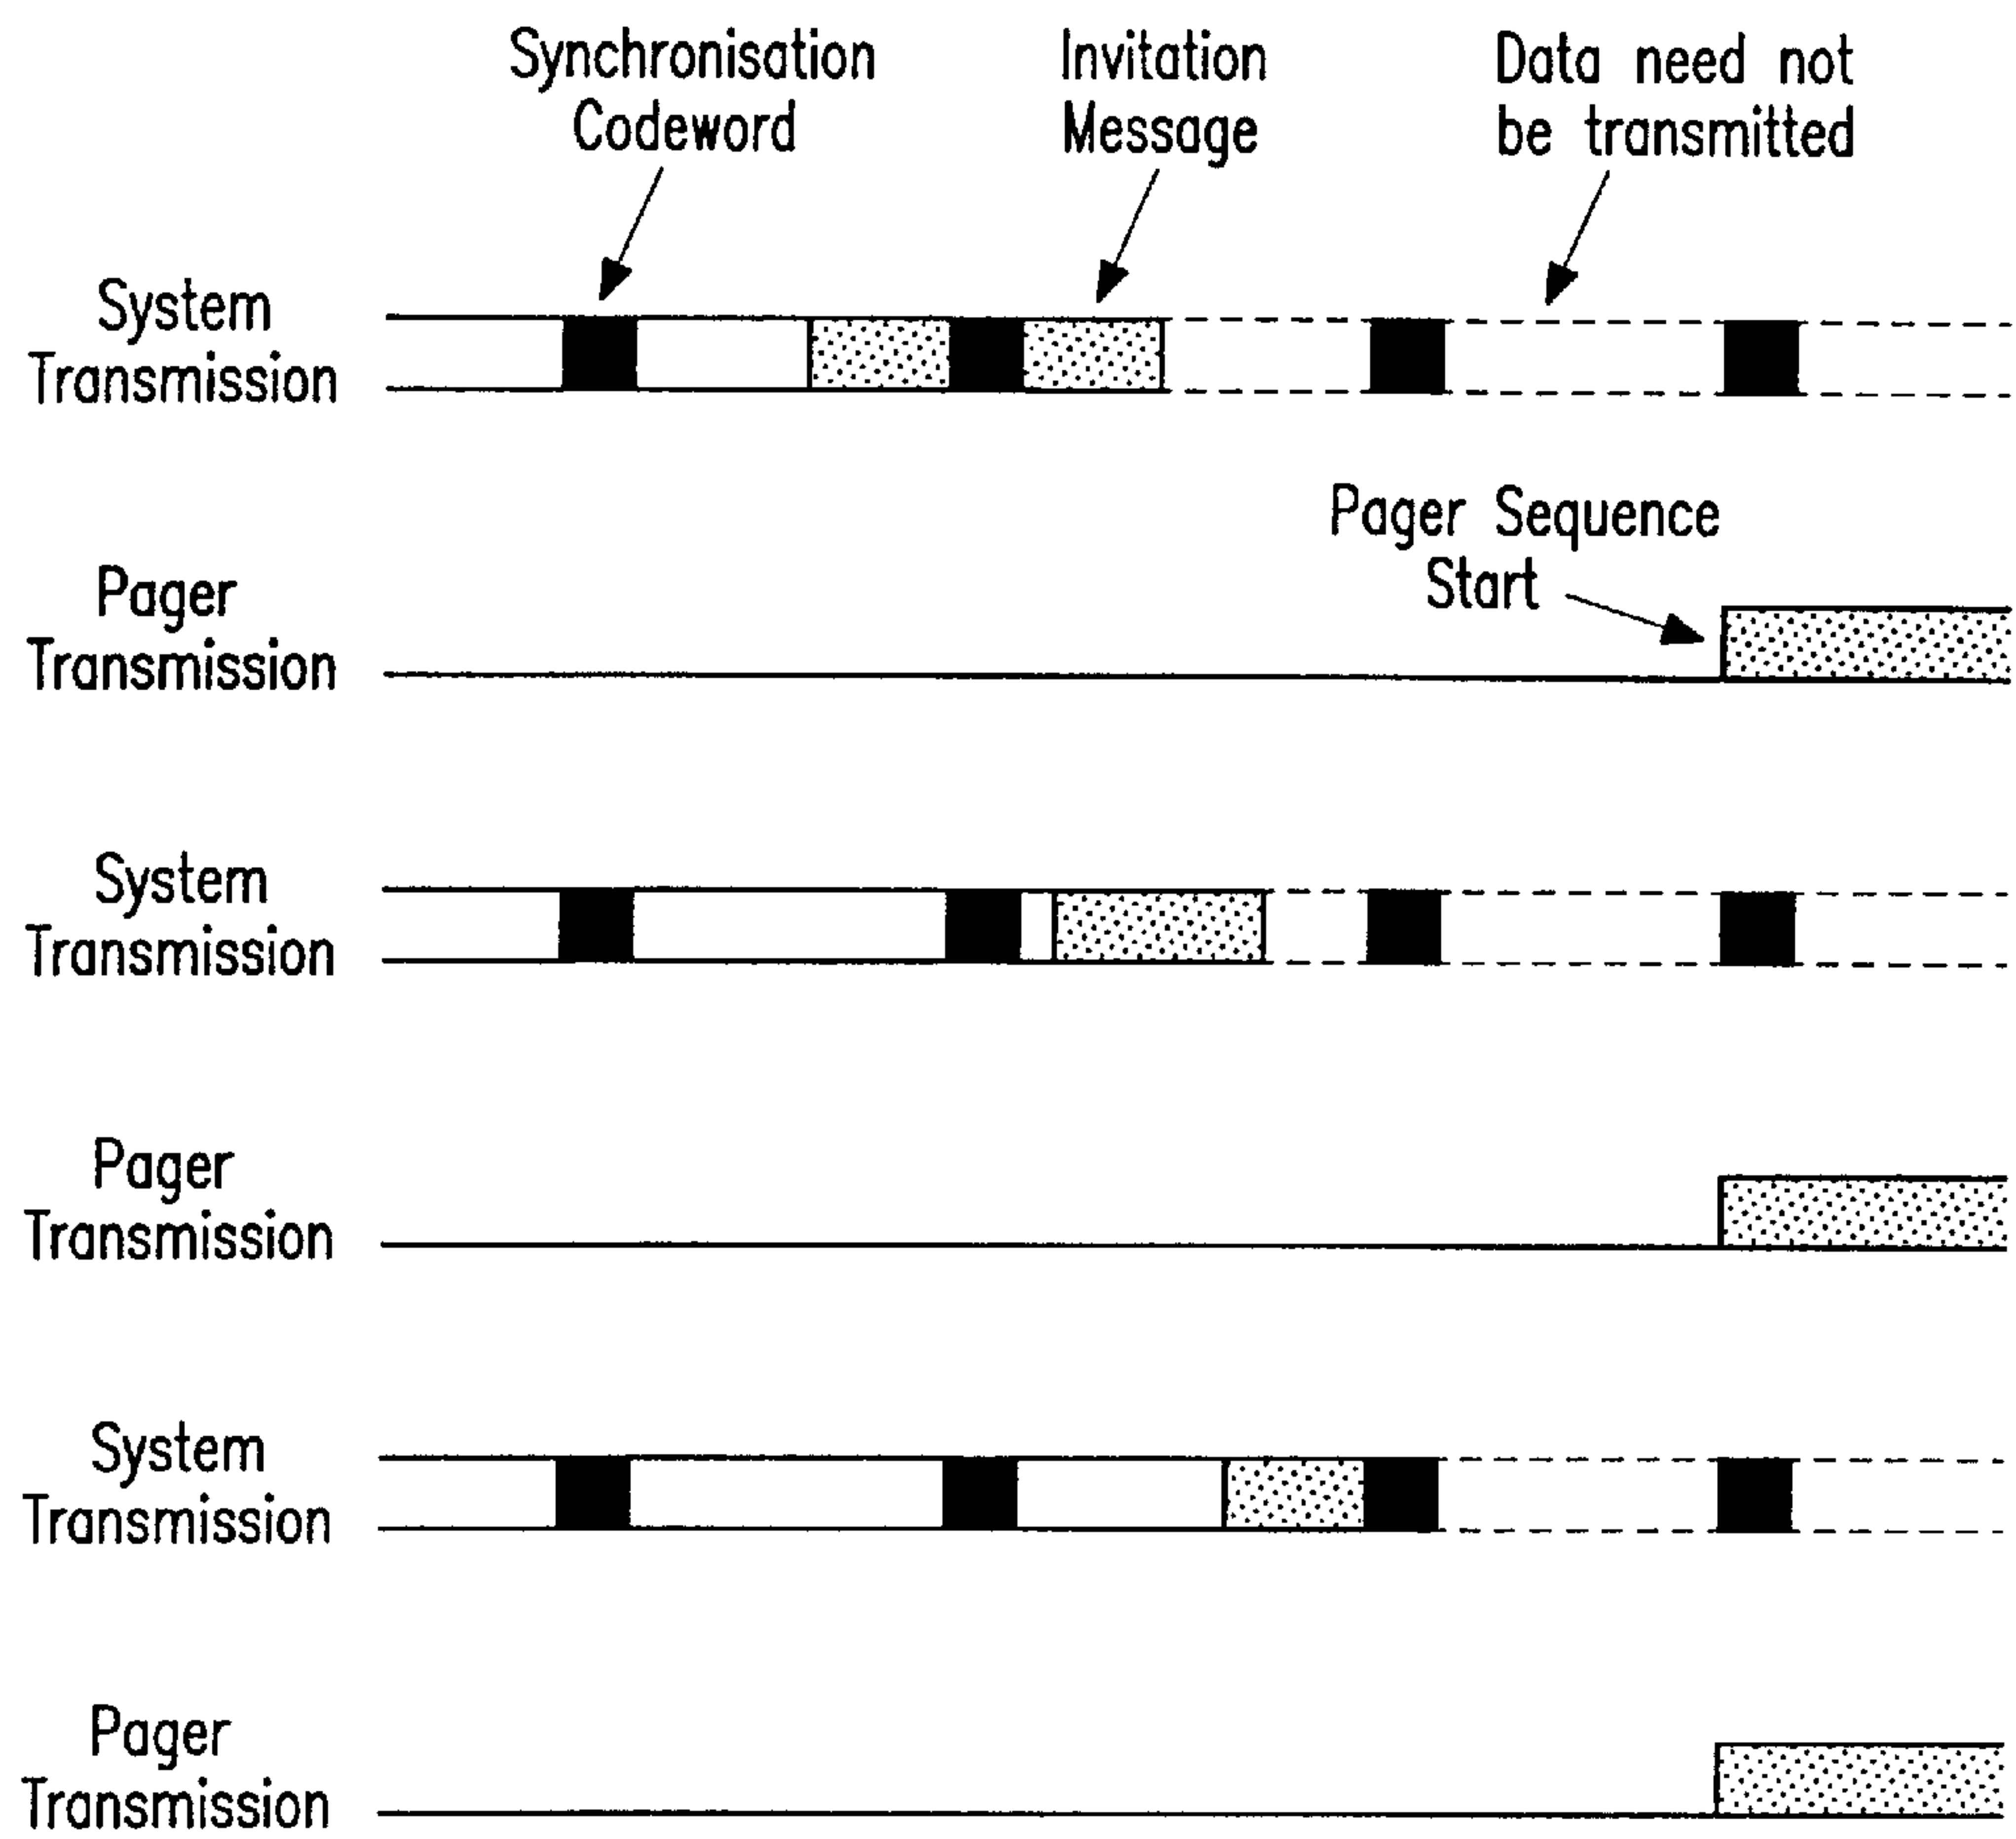 Synchronisation
Codeword
Invitation
Message
Data need not
be transmitted
System
Transmission
Pager Sequence
Start
Pager
Transmission
System
Transmission
Pager
Transmission
System
Transmission
Pager
Transmission